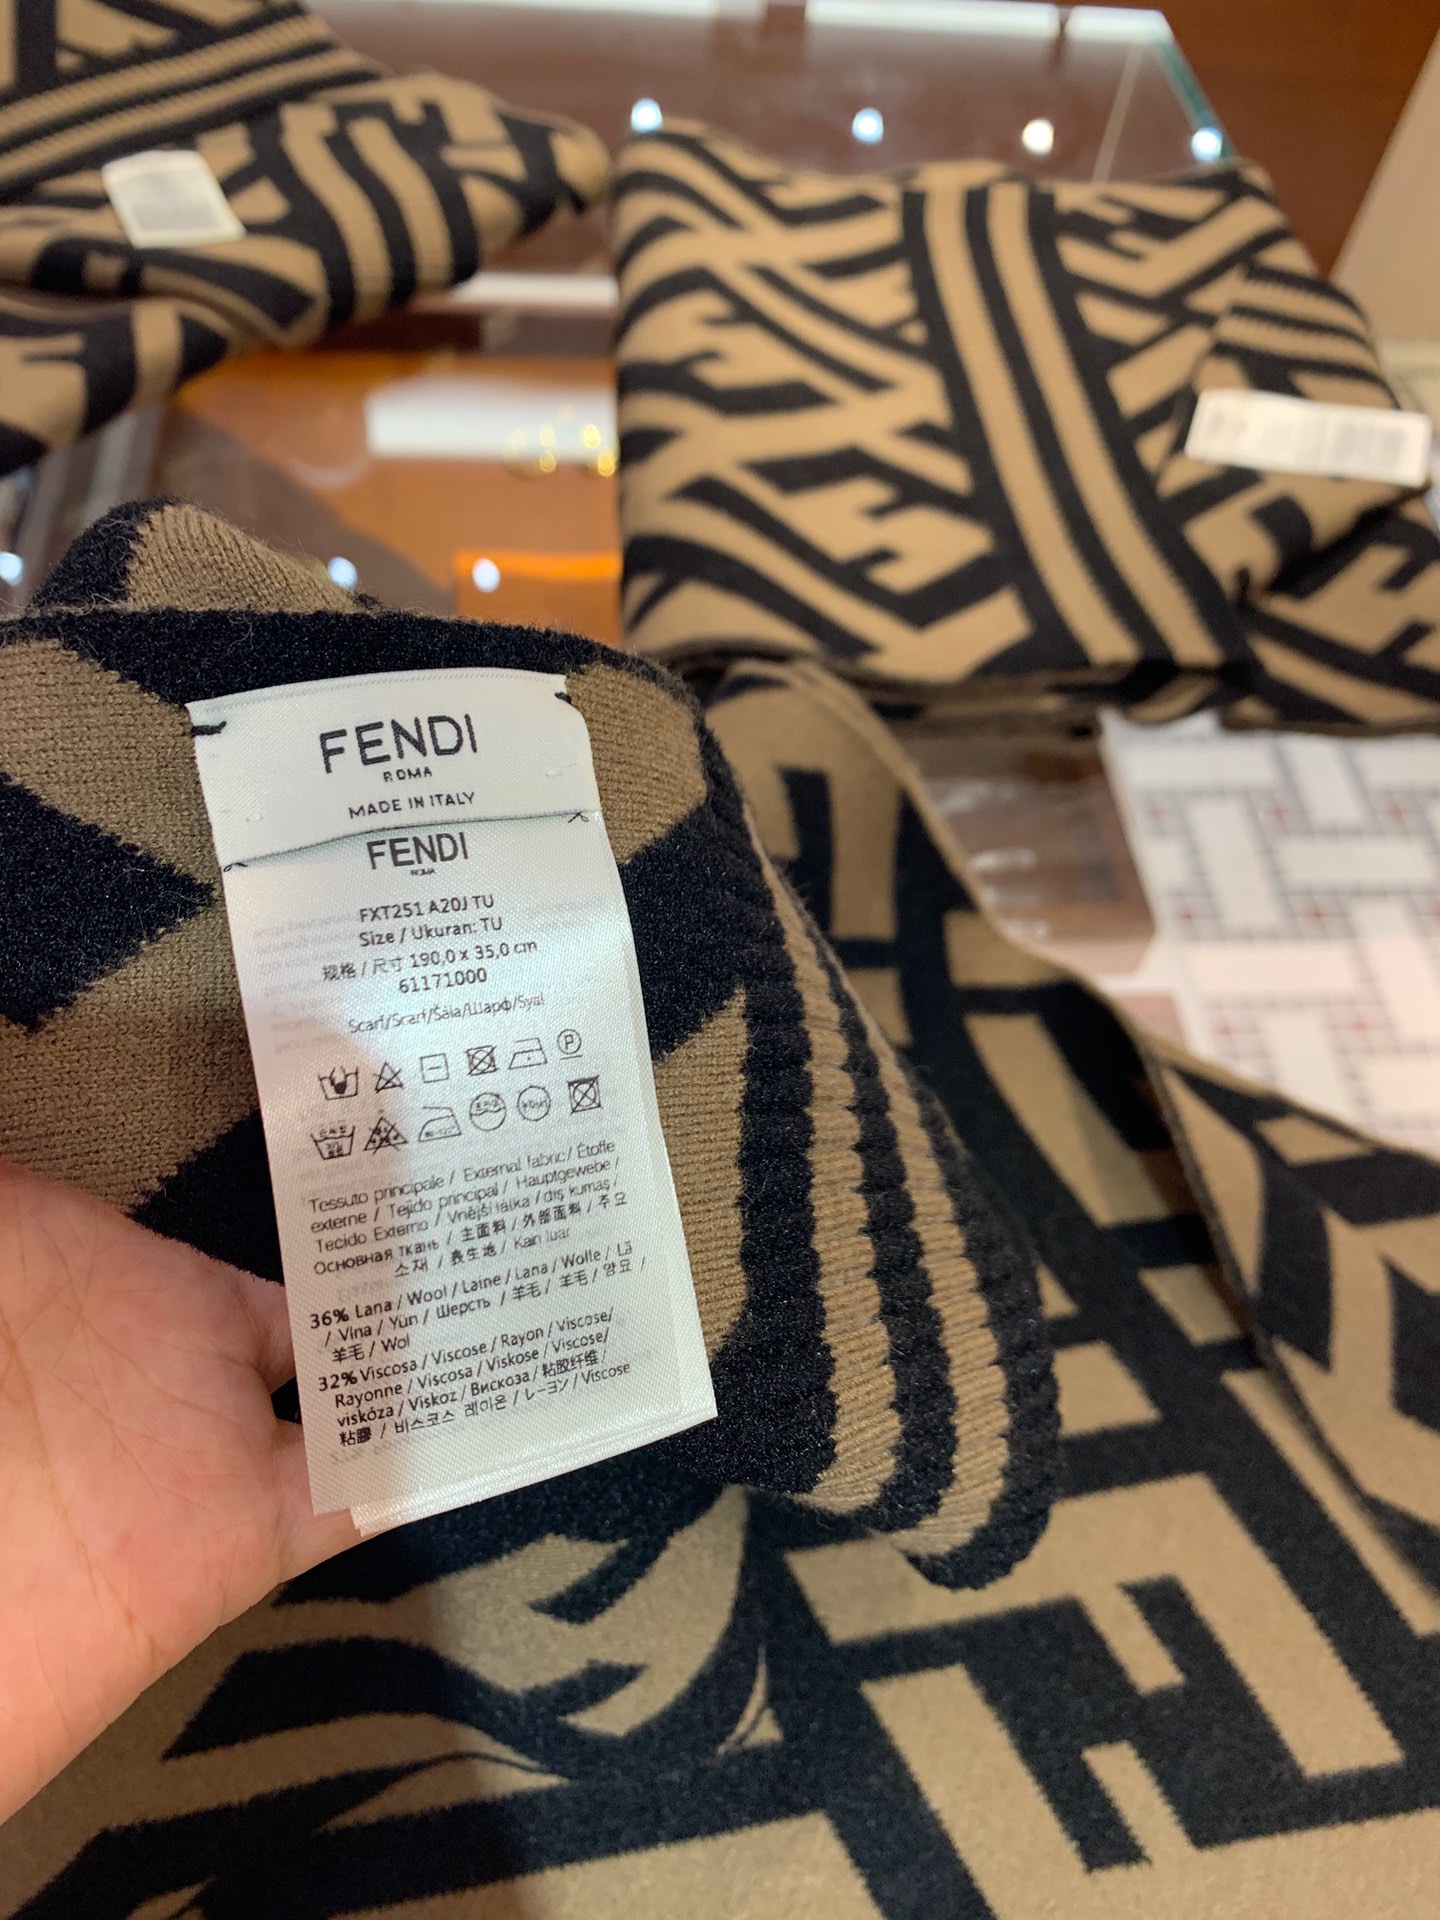 FENDI
ROMA
MADE IN ITALY
FENDI
ROMA
FXT251 A20J TU
Size / Ukuran: TU
规格 / 尺寸 190,0 x 35,0 cm
61171000
Scarf/Scarf/Šāla/Шарф/Syal
P
Tessuto principale / External fabric/ Étoffe
externe / Tejido principal / Hauptgewebe /
Tecido Externo / Vnější látka / dış kumaş /
Основная ткань / 主面料 / 外部面料 / 주요
소재 / 表生地 / Kain luar
36% Lana / Wool / Laine / Lana / Wolle / Lã
/ Vlna / Yün / Шерсть / 羊毛 / 羊毛 / 양모 /
羊毛 / Wol
32% Viscosa / Viscose / Rayon / Viscose/
Rayonne / Viscosa / Viskose / Viscose/
viskóza / Viskoz / Вискоза / 粘胶纤维 /
粘膠 / 비스코스 레이온 / レーヨン / Viscose